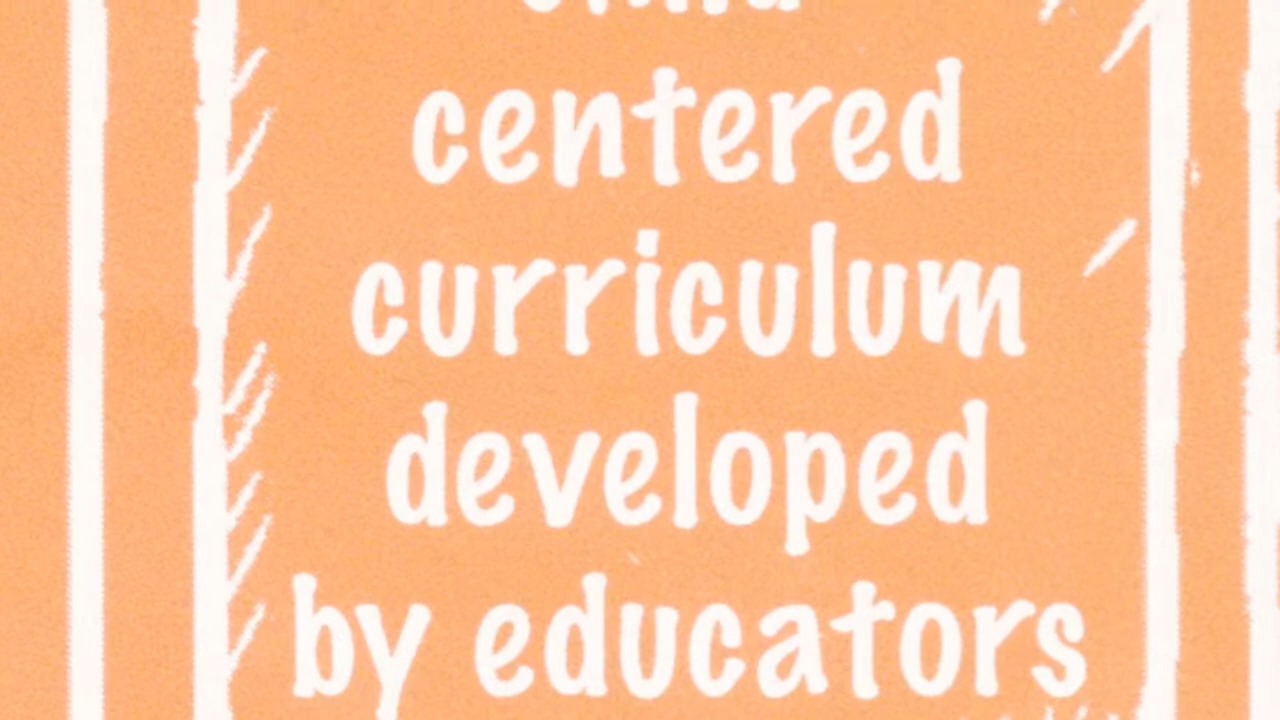 centered
curriculum
developed
by educators